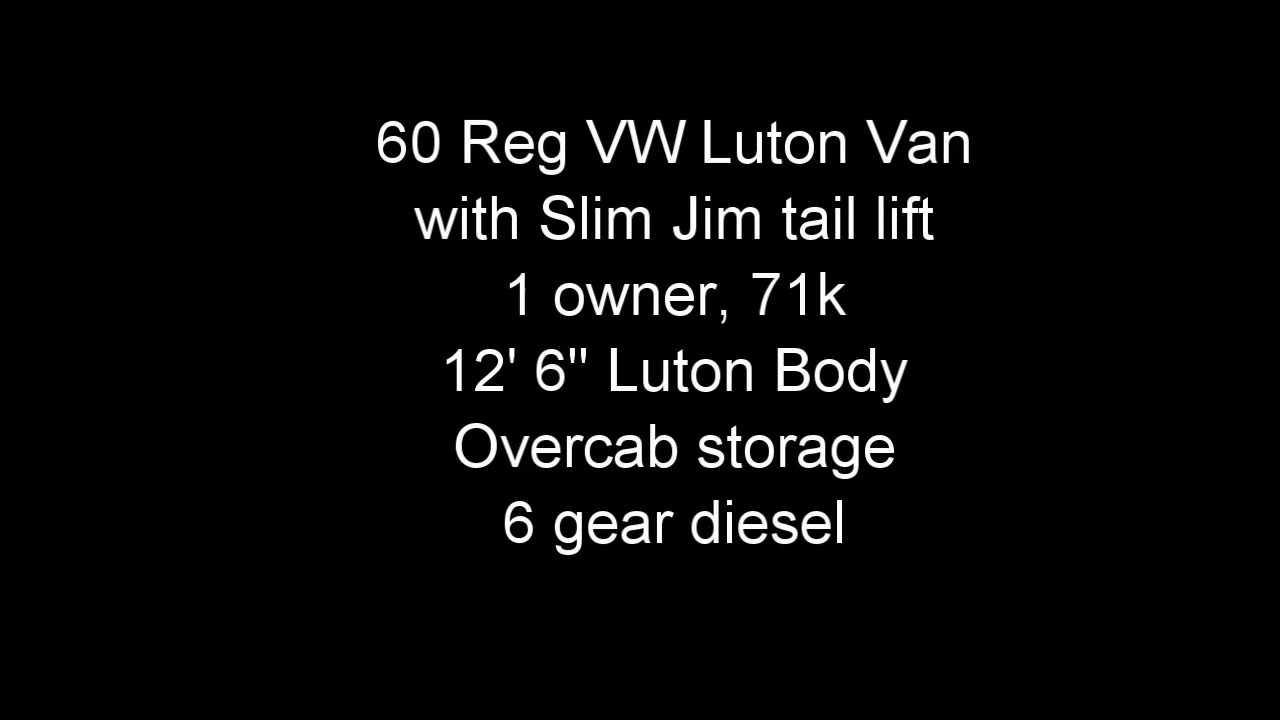 60 Reg VW Luton Van
with Slim Jim tail lift
1 owner, 71k
12' 6" Luton Body
Overcab storage
6 gear diesel